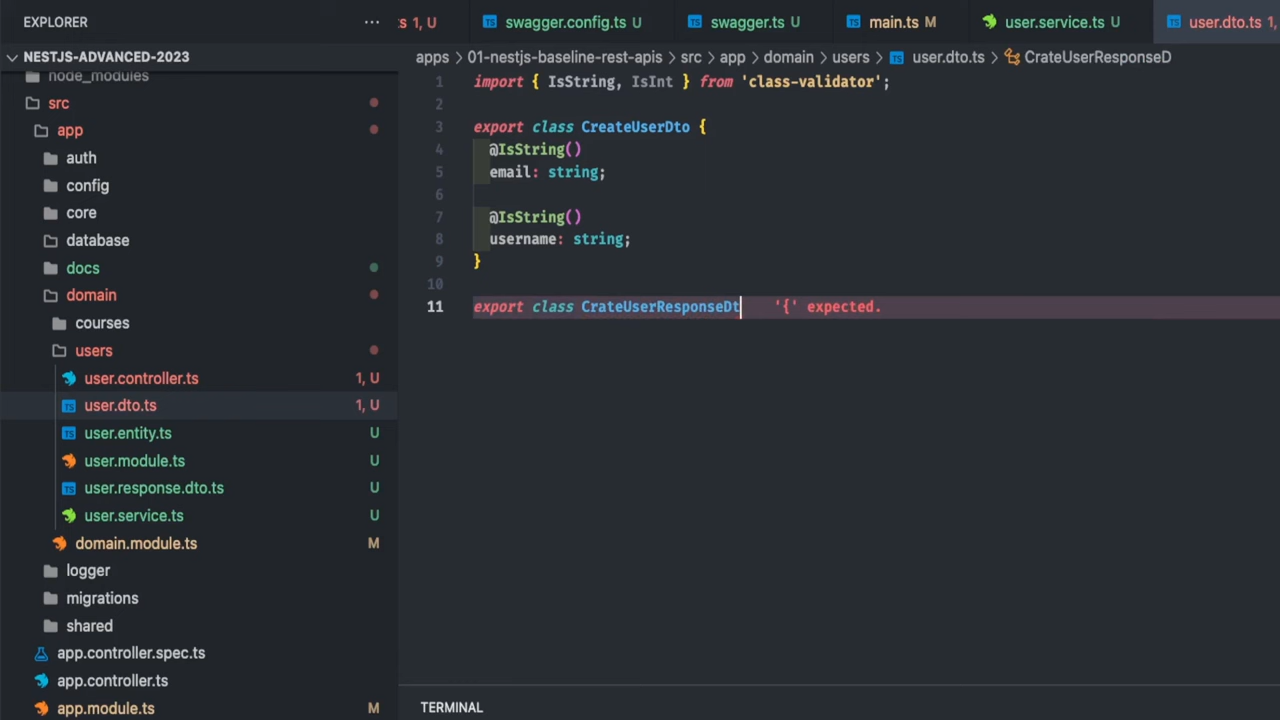 EXPLORER ···
.ts 1, U swagger.config.ts U swagger.ts U main.ts M user.service.ts U user.dto.ts 1,
NESTJS-ADVANCED-2023
apps > 01-nestjs-baseline-rest-apis > src > app > domain > users > TS user.dto.ts > CrateUserResponseD
node_modules
src
app
auth
config
core
database
docs
domain
courses
users
user.controller.ts 1, U
TS user.dto.ts 1, U
TS user.entity.ts U
user.module.ts U
TS user.response.dto.ts U
user.service.ts U
domain.module.ts M
logger
migrations
shared
app.controller.spec.ts
app.controller.ts
app.module.ts M
1 import { IsString, IsInt } from 'class-validator';
2
3 export class CreateUserDto {
4 @IsString()
5 email: string;
6
7 @IsString()
8 username: string;
9 }
10
11 export class CrateUserResponseDt '{' expected.
TERMINAL